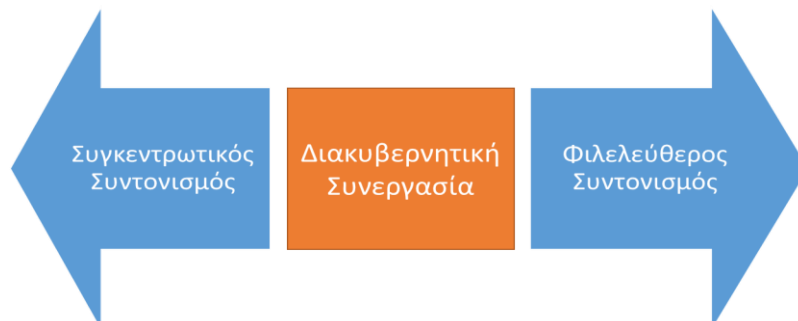 Συγκεντρωτικός
Συντονισμός
Διακυβερνητική
Συνεργασία
Φιλελεύθερος
Συντονισμός